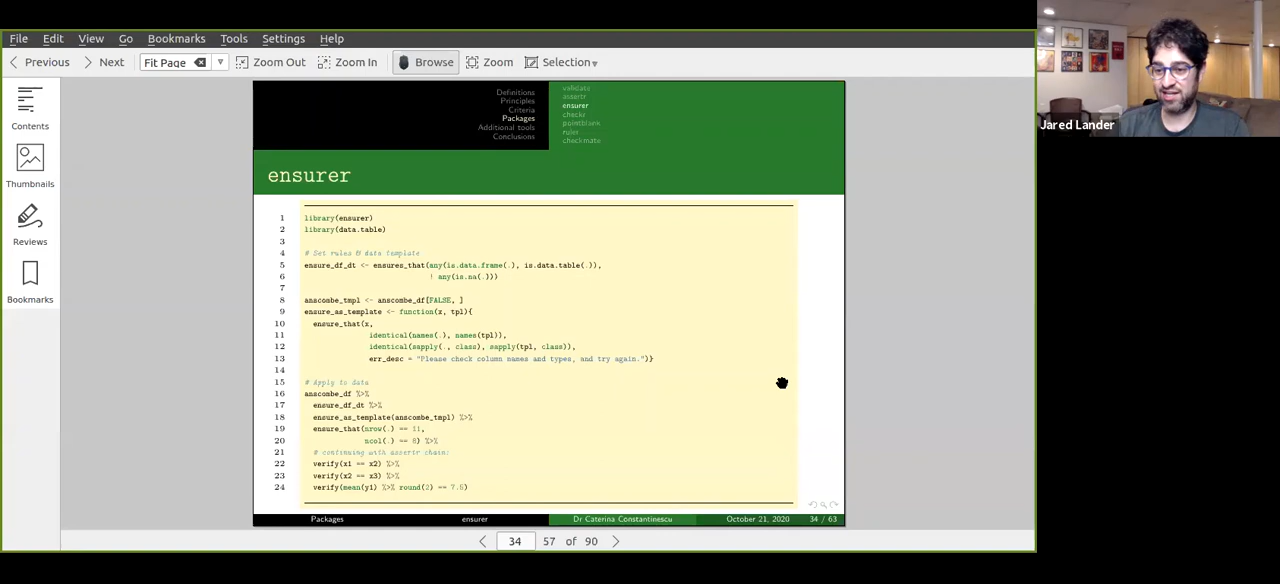 File Edit View Go Bookmarks Tools Settings Help
Previous Next Fit Page Zoom Out Zoom In Browse Zoom Selection
Contents
Thumbnails
Reviews
Bookmarks
Definitions
Principles
Criteria
Packages
Additional tools
Conclusions
validate
assertr
ensurer
checkr
pointblank
rules
checkmate
Jared Lander
ensurer
1 library(ensurer)
2 library(data.table)
3
4 # Set rules & data template
5 ensure_df_dt <- ensures_that(any(is.data.frame(.), is.data.table(.)),
6 ! any(is.na(.)))
7
8 anscombe_tmpl <- anscombe_df[FALSE, ]
9 ensure_as_template <- function(x, tpl){
10 ensure_that(x,
11 identical(names(.), names(tpl)),
12 identical(sapply(., class), sapply(tpl, class)),
13 err_desc = "Please check column names and types, and try again.")}
14
15 # Apply to data
16 anscombe_df %>%
17 ensure_df_dt %>%
18 ensure_as_template(anscombe_tmpl) %>%
19 ensure_that(nrow(.) == 11,
20 ncol(.) == 8) %>%
21 # continuing with assertr chain:
22 verify(x1 == x2) %>%
23 verify(x2 == x3) %>%
24 verify(mean(y1) %>% round(2) == 7.5)
Packages ensurer Dr Caterina Constantinescu October 21, 2020 34 / 63
34 57 of 90